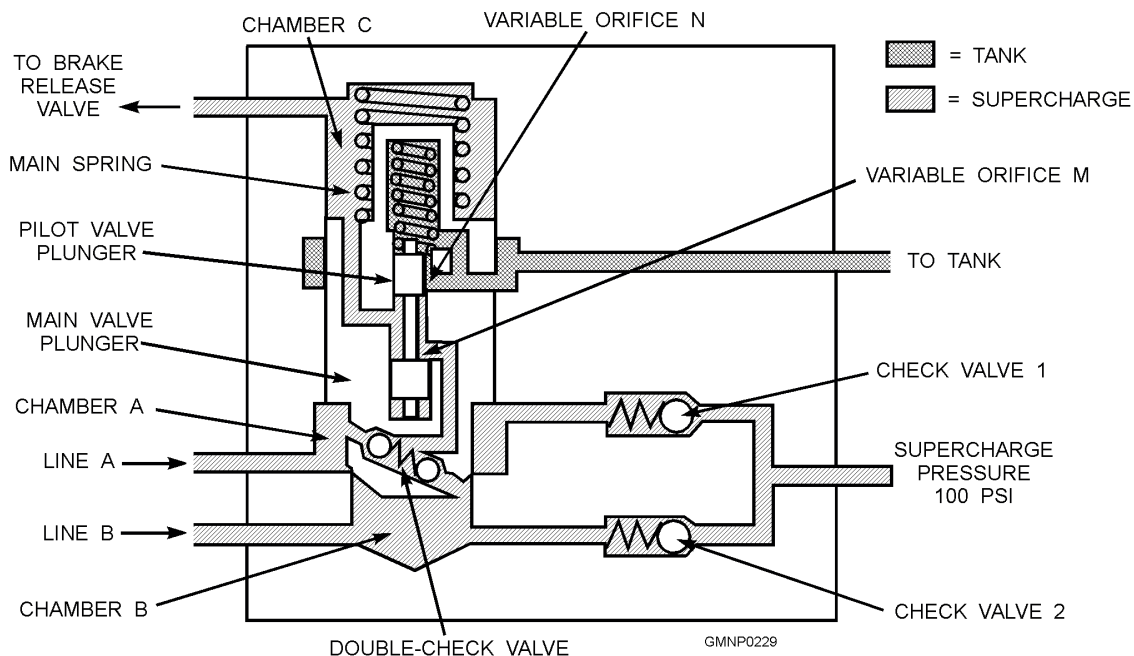 CHAMBER C
VARIABLE ORIFICE N
TO BRAKE
RELEASE
VALVE
= TANK
= SUPERCHARGE
MAIN SPRING
VARIABLE ORIFICE M
PILOT VALVE
PLUNGER
TO TANK
MAIN VALVE
PLUNGER
CHECK VALVE 1
CHAMBER A
LINE A
SUPERCHARGE
PRESSURE
100 PSI
LINE B
CHAMBER B
CHECK VALVE 2
DOUBLE-CHECK VALVE
GMNP0229